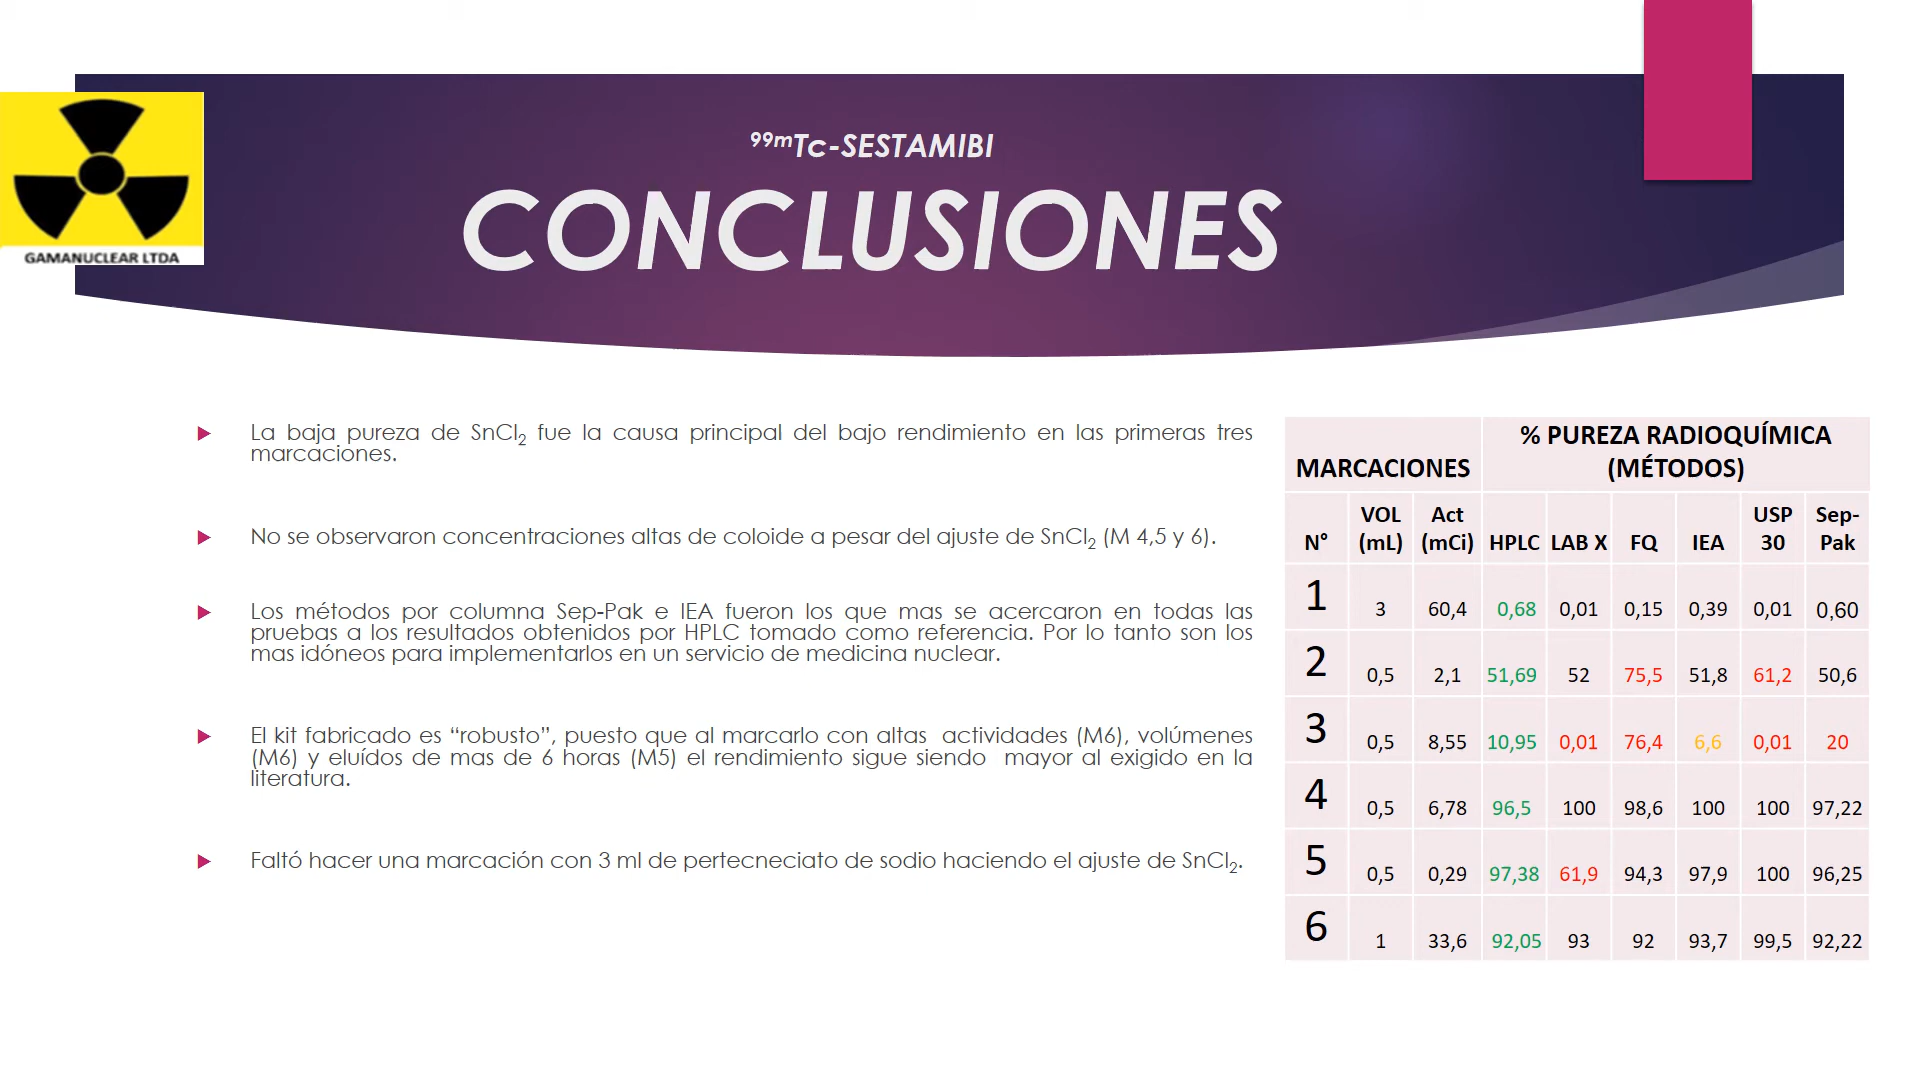 GAMANUCLEAR LTDA
99mTc-SESTAMIBI
CONCLUSIONES
La baja pureza de SnCl2 fue la causa principal del bajo rendimiento en las primeras tres
marcaciones.
No se observaron concentraciones altas de coloide a pesar del ajuste de SnCl2 (M 4,5 y 6).
Los métodos por columna Sep-Pak e IEA fueron los que mas se acercaron en todas las
pruebas a los resultados obtenidos por HPLC tomado como referencia. Por lo tanto son los
mas idóneos para implementarlos en un servicio de medicina nuclear.
El kit fabricado es “robusto”, puesto que al marcarlo con altas actividades (M6), volúmenes
(M6) y eluídos de mas de 6 horas (M5) el rendimiento sigue siendo mayor al exigido en la
literatura.
Faltó hacer una marcación con 3 ml de pertecneciato de sodio haciendo el ajuste de SnCl2.
MARCACIONES % PUREZA RADIOQUÍMICA (MÉTODOS)
N° VOL (mL) Act (mCi) HPLC LAB X FQ IEA USP 30 Sep-Pak
1 3 60,4 0,68 0,01 0,15 0,39 0,01 0,60
2 0,5 2,1 51,69 52 75,5 51,8 61,2 50,6
3 0,5 8,55 10,95 0,01 76,4 6,6 0,01 20
4 0,5 6,78 96,5 100 98,6 100 100 97,22
5 0,5 0,29 97,38 61,9 94,3 97,9 100 96,25
6 1 33,6 92,05 93 92 93,7 99,5 92,22